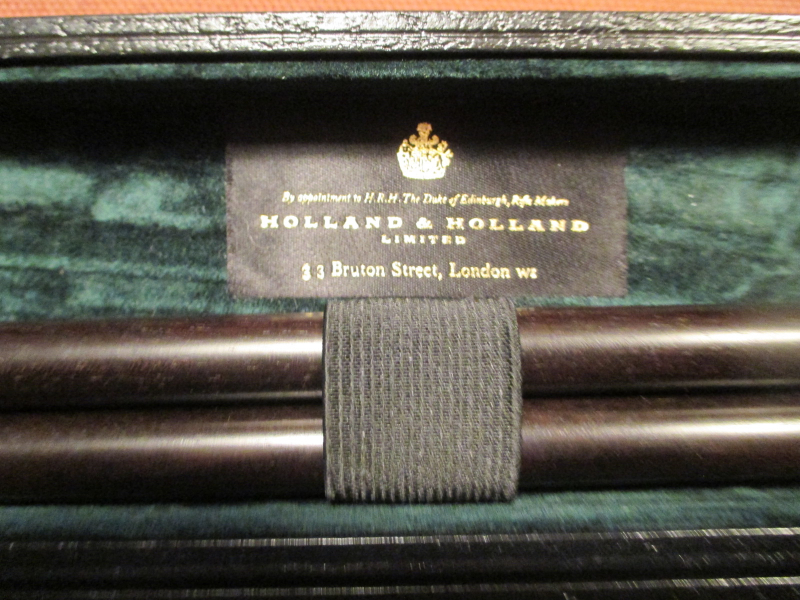 By appointment to H.R.H. The Duke of Edinburgh, Rifle Makers
HOLLAND & HOLLAND
LIMITED
33 Bruton Street, London W1